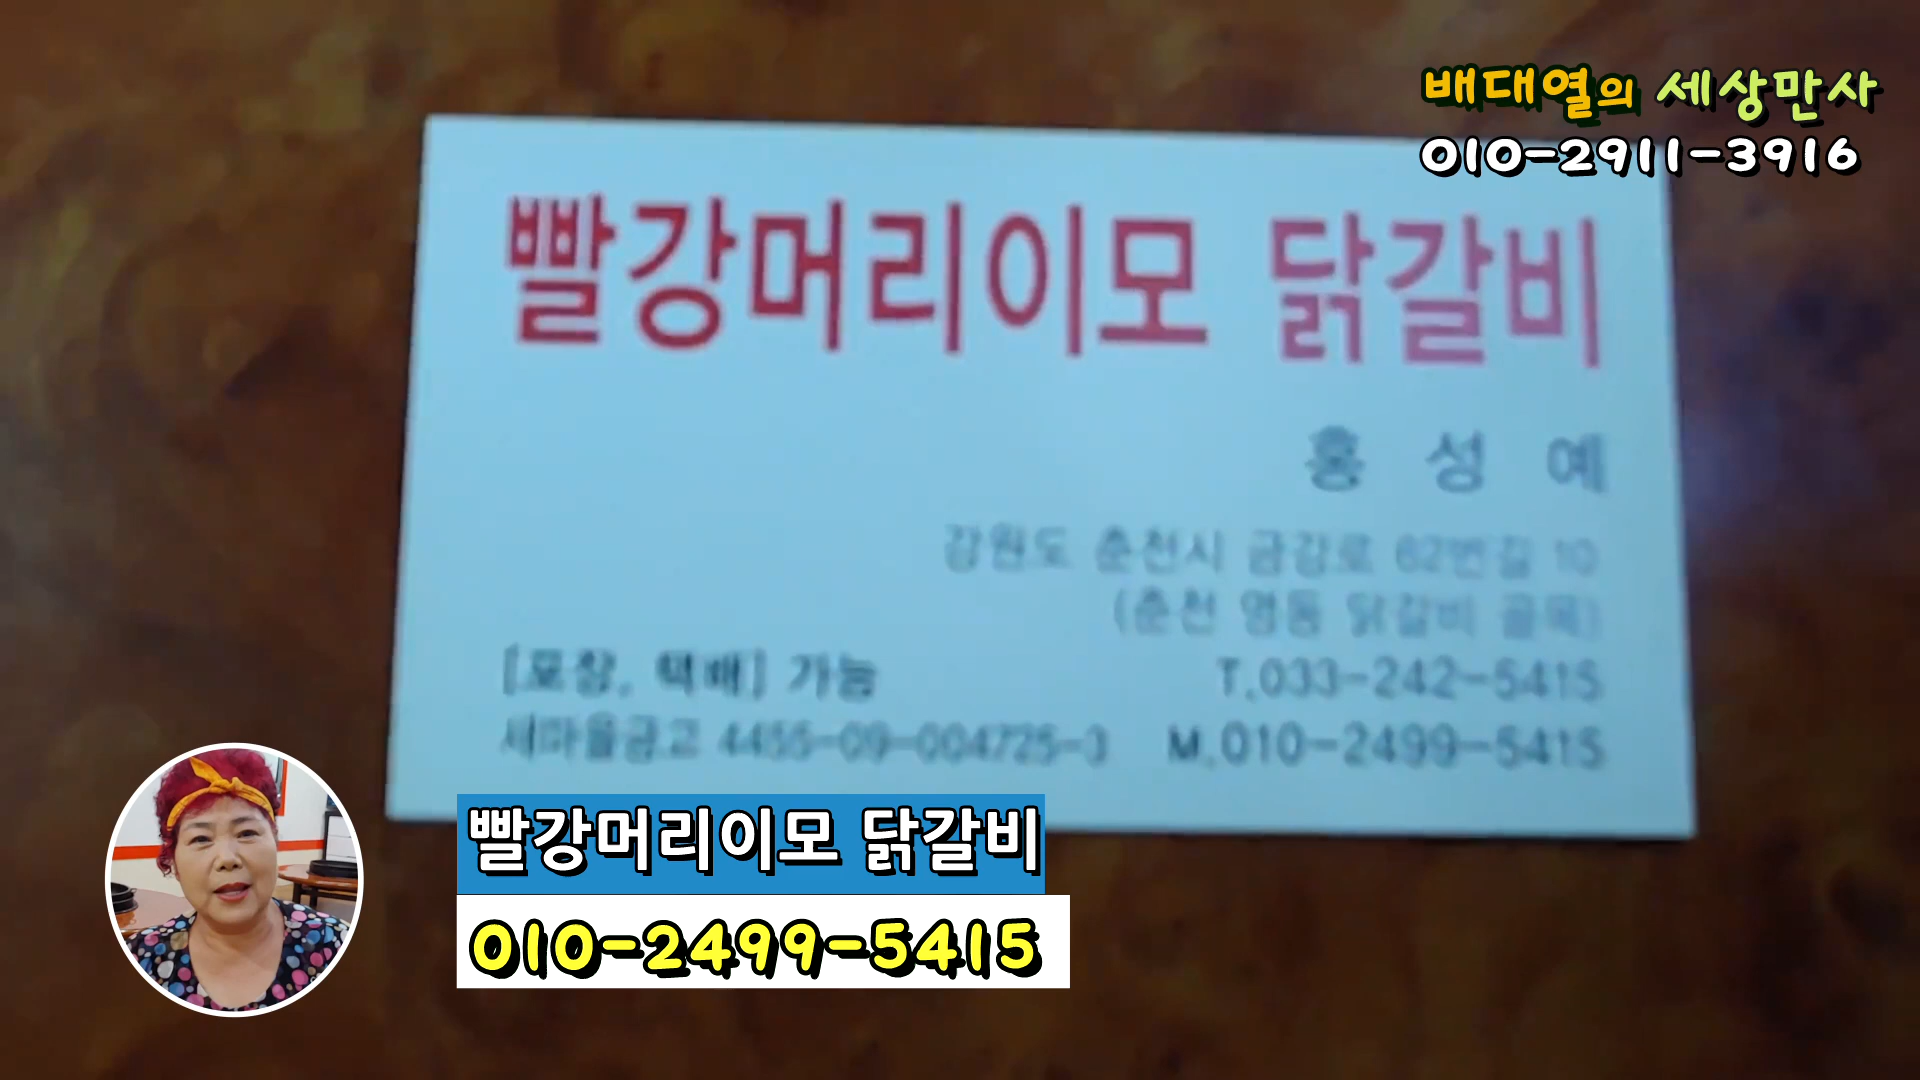 배대열의 세상만사
010-2911-3916
빨강머리이모 닭갈비
홍 성 예
강원도 춘천시 금강로 62번길 10
(춘천 명동 닭갈비 골목)
[포장, 택배] 가능
T.033-242-5415
새마을금고 4455-09-004725-3
M.010-2499-5415
빨강머리이모 닭갈비
010-2499-5415